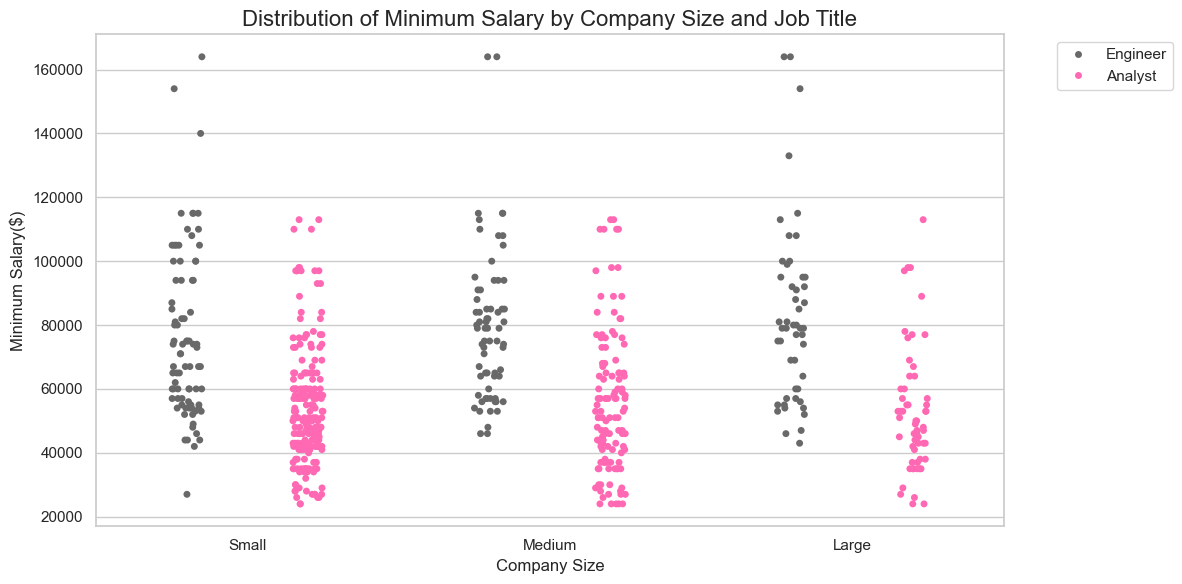 Distribution of Minimum Salary by Company Size and Job Title
Engineer
Analyst
Minimum Salary($)
160000
140000
120000
100000
80000
60000
40000
20000
Small
Medium
Large
Company Size